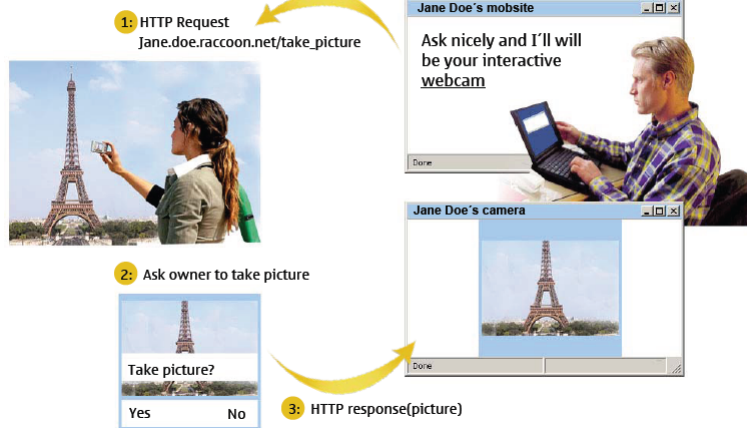 Jane Doe´s mobsite
1: HTTP Request
Jane.doe.raccoon.net/take_picture
Ask nicely and I´ll will
be your interactive
webcam
Done
Jane Doe´s camera
2: Ask owner to take picture
Take picture?
Yes No
Done
3: HTTP response(picture)